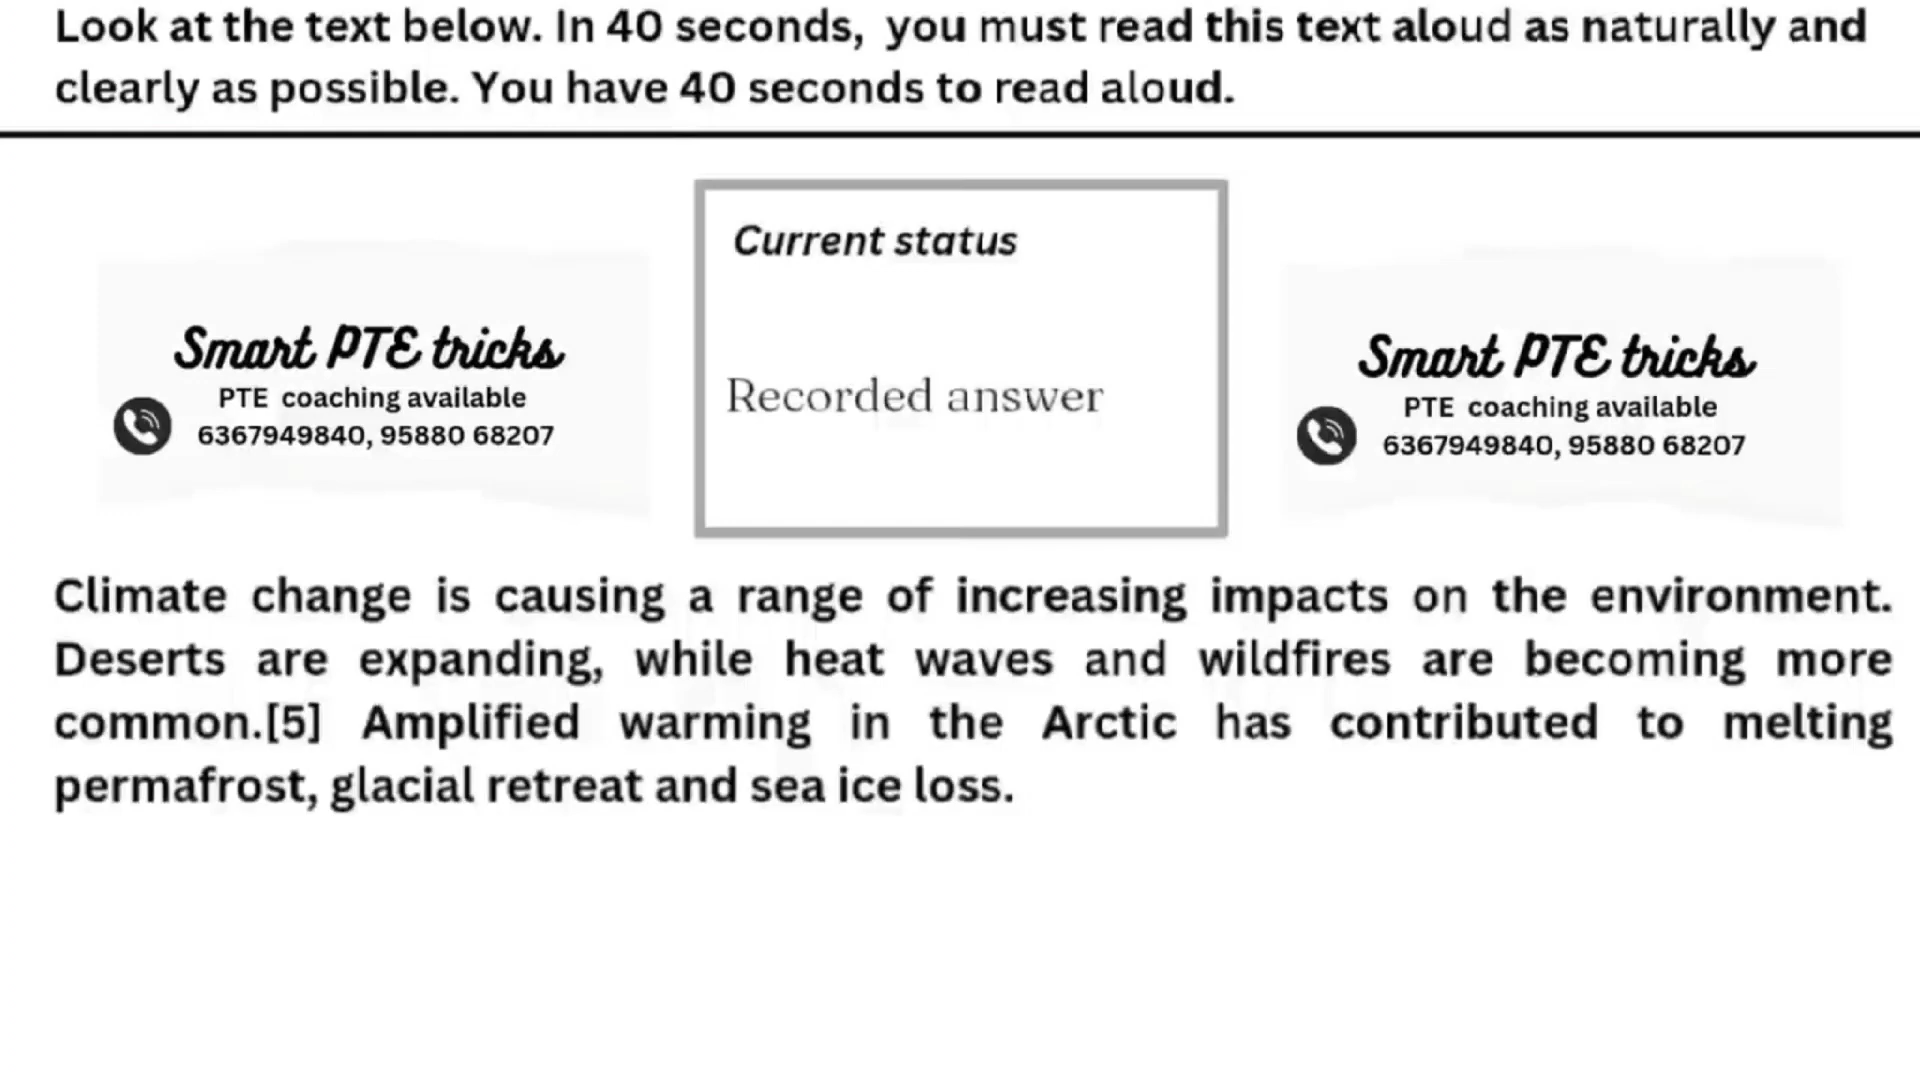 Look at the text below. In 40 seconds, you must read this text aloud as naturally and
clearly as possible. You have 40 seconds to read aloud.
Current status
Recorded answer
Smart PTE tricks
PTE coaching available
6367949840, 95880 68207
Smart PTE tricks
PTE coaching available
6367949840, 95880 68207
Climate change is causing a range of increasing impacts on the environment.
Deserts are expanding, while heat waves and wildfires are becoming more
common.[5] Amplified warming in the Arctic has contributed to melting
permafrost, glacial retreat and sea ice loss.